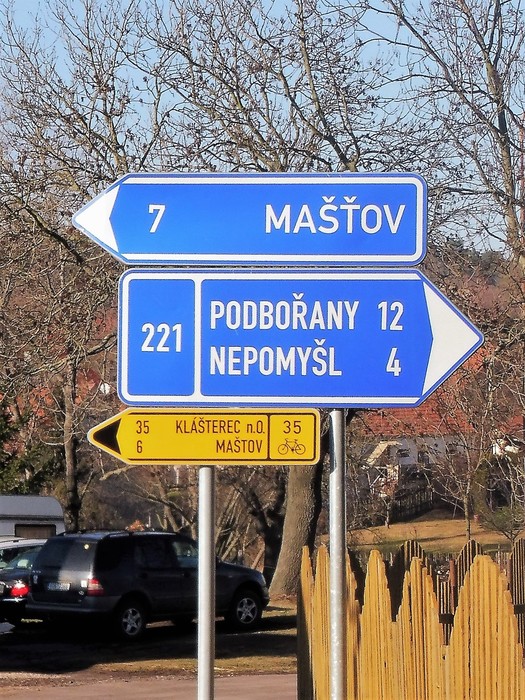 7 MAŠŤOV
221
PODBOŘANY 12
NEPOMYŠL 4
35 KLÁŠTEREC n.O. 35
6 MAŠŤOV